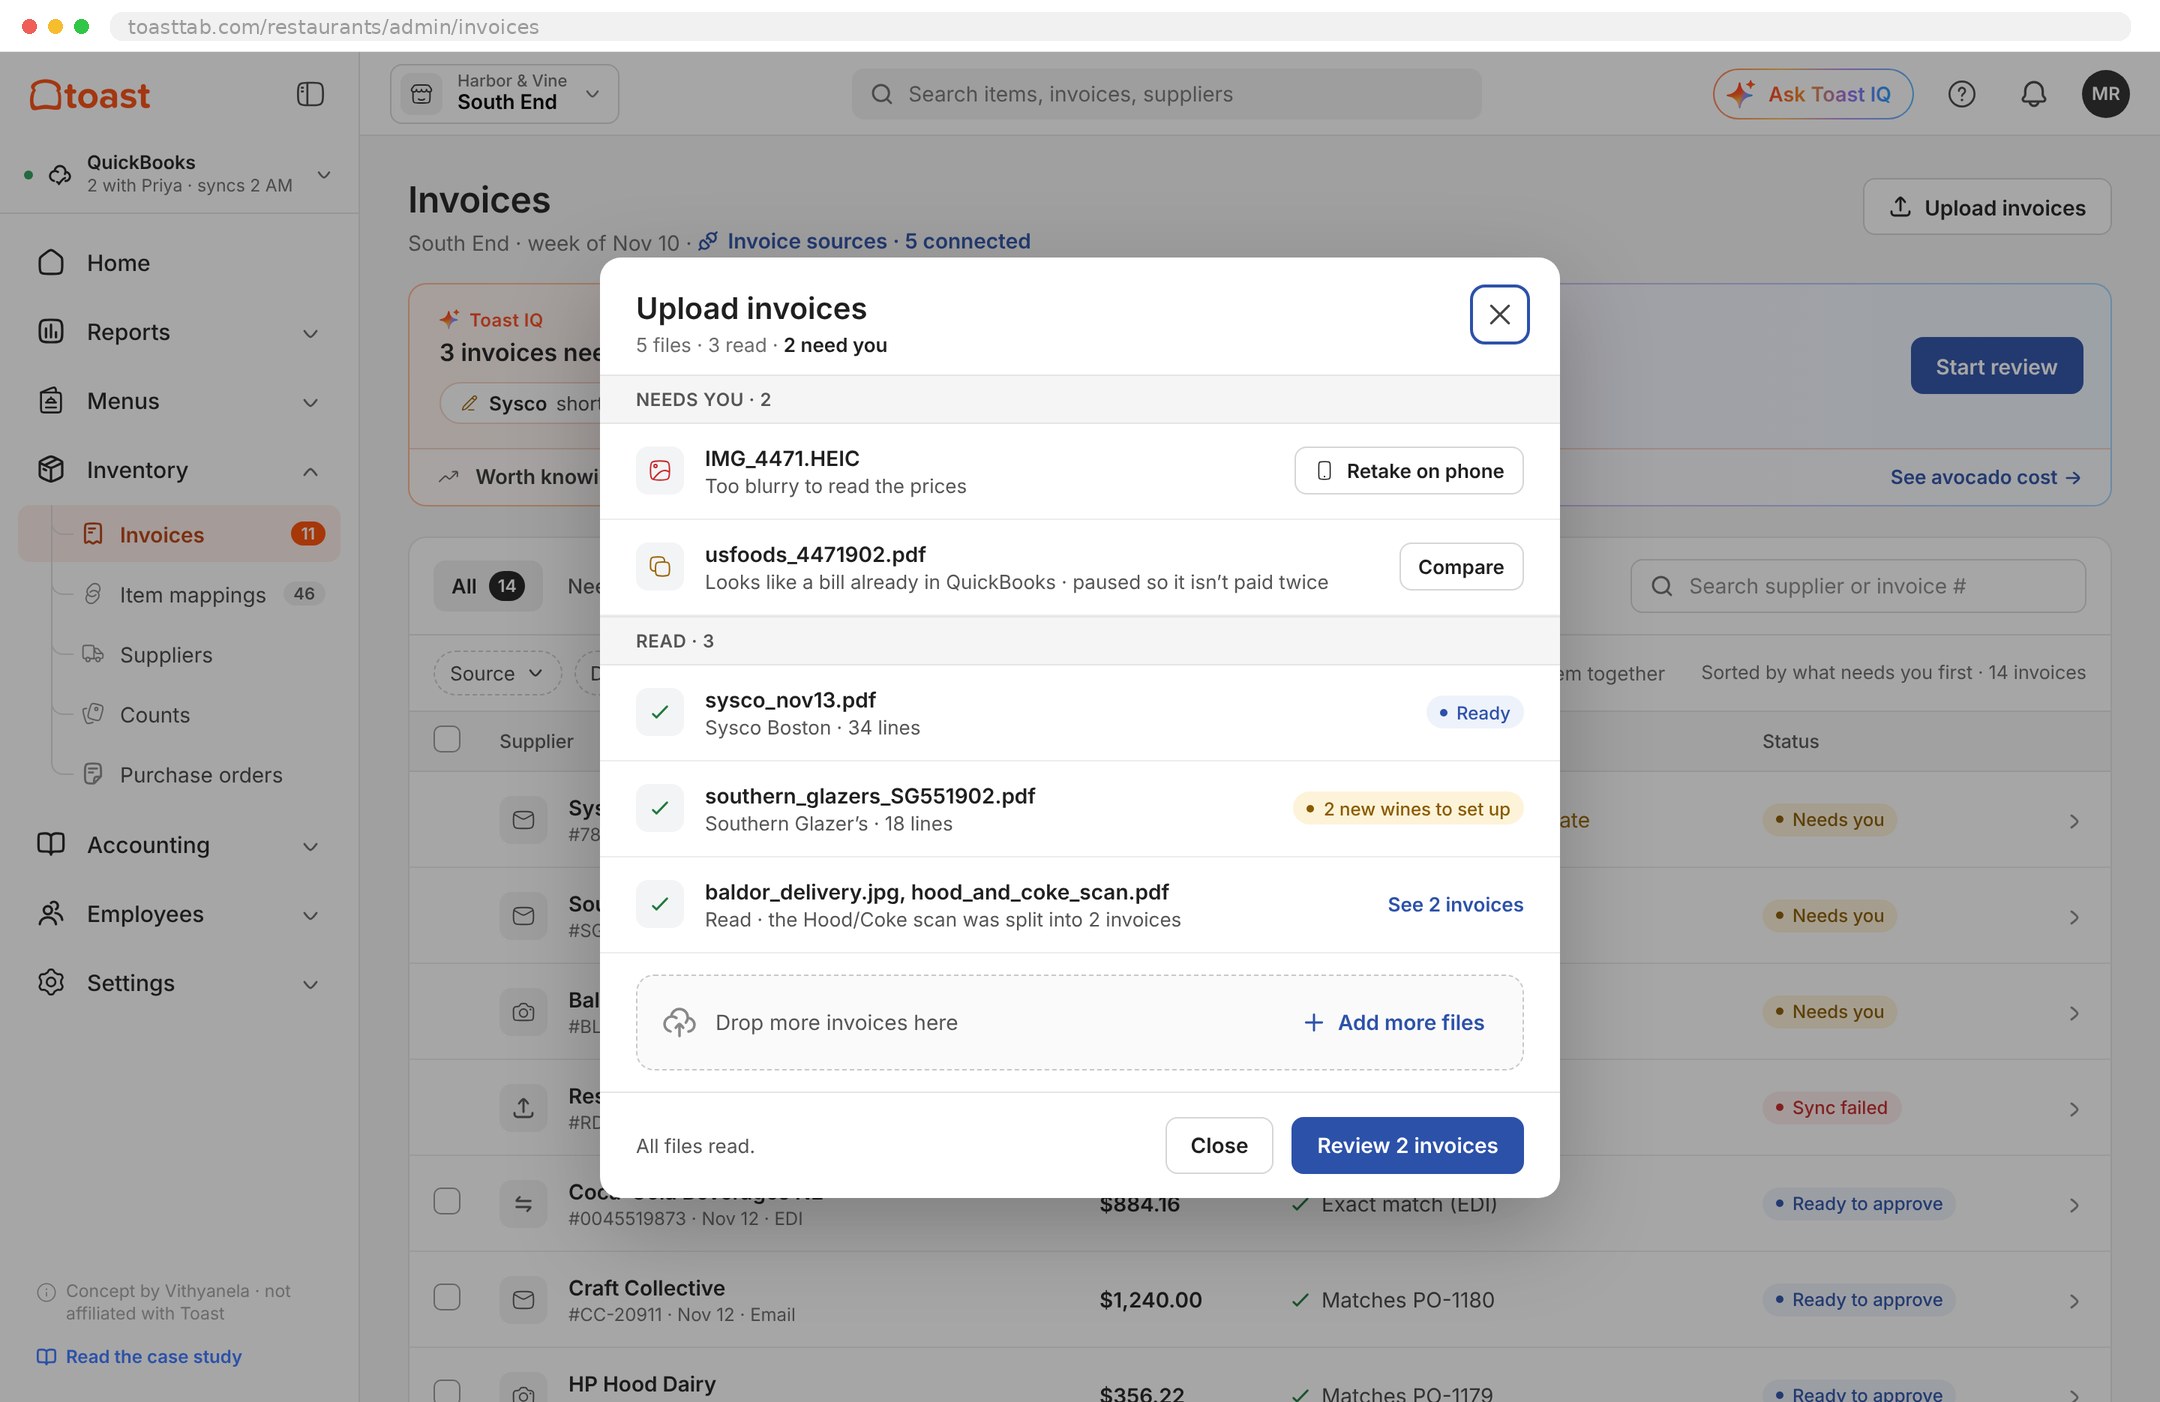 toasttab.com/restaurants/admin/invoices
toast
Harbor & Vine
South End
Search items, invoices, suppliers
Ask Toast IQ
MR
QuickBooks
2 with Priya · syncs 2 AM
Home
Reports
Menus
Inventory
Invoices 11
Item mappings 46
Suppliers
Counts
Purchase orders
Accounting
Employees
Settings
Concept by Vithyanela · not
affiliated with Toast
Read the case study
Invoices
South End · week of Nov 10 · Invoice sources · 5 connected
Upload invoices
Toast IQ
3 invoices
Start review
Sysco
Worth
See avocado cost →
All 14
Search supplier or invoice #
Source
together
Sorted by what needs you first · 14 invoices
Supplier
Status
Needs you
Needs you
Needs you
Sync failed
$884.16
Exact match (EDI)
Ready to approve
#0045519873 · Nov 12 · EDI
Craft Collective
#CC-20911 · Nov 12 · Email
$1,240.00
Matches PO-1180
Ready to approve
HP Hood Dairy
$356.22
Matches PO-1179
Ready to approve
Upload invoices
5 files · 3 read · 2 need you
NEEDS YOU · 2
IMG_4471.HEIC
Too blurry to read the prices
Retake on phone
usfoods_4471902.pdf
Looks like a bill already in QuickBooks · paused so it isn’t paid twice
Compare
READ · 3
sysco_nov13.pdf
Sysco Boston · 34 lines
Ready
southern_glazers_SG551902.pdf
Southern Glazer’s · 18 lines
2 new wines to set up
baldor_delivery.jpg, hood_and_coke_scan.pdf
Read · the Hood/Coke scan was split into 2 invoices
See 2 invoices
Drop more invoices here
Add more files
All files read.
Close
Review 2 invoices